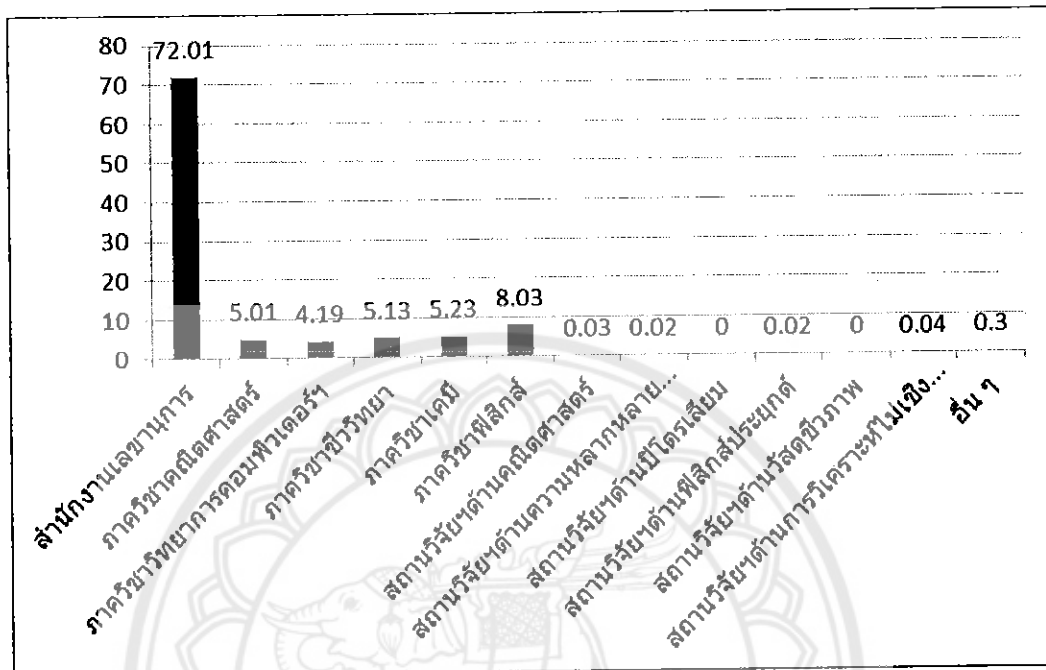 80
70
60
50
40
30
20
10
0
72.01
5.01
4.19
5.13
5.23
8.03
0.03
0.02
0
0.02
0
0.04
0.3
สำนักงานเลขานุการ
ภาควิชาคณิตศาสตร์
ภาควิชาวิทยาการคอมพิวเตอร์ฯ
ภาควิชาชีววิทยา
ภาควิชาเคมี
ภาควิชาฟิสิกส์
สถานวิจัยฯด้านคณิตศาสตร์
สถานวิจัยฯด้านความหลากหลาย...
สถานวิจัยฯด้านปิโตรเลียม
สถานวิจัยฯด้านฟิสิกส์ประยุกต์
สถานวิจัยฯด้านวัสดุชีวภาพ
สถานวิจัยฯด้านการวิเคราะห์ไม่เชิง...
อื่น ๆ